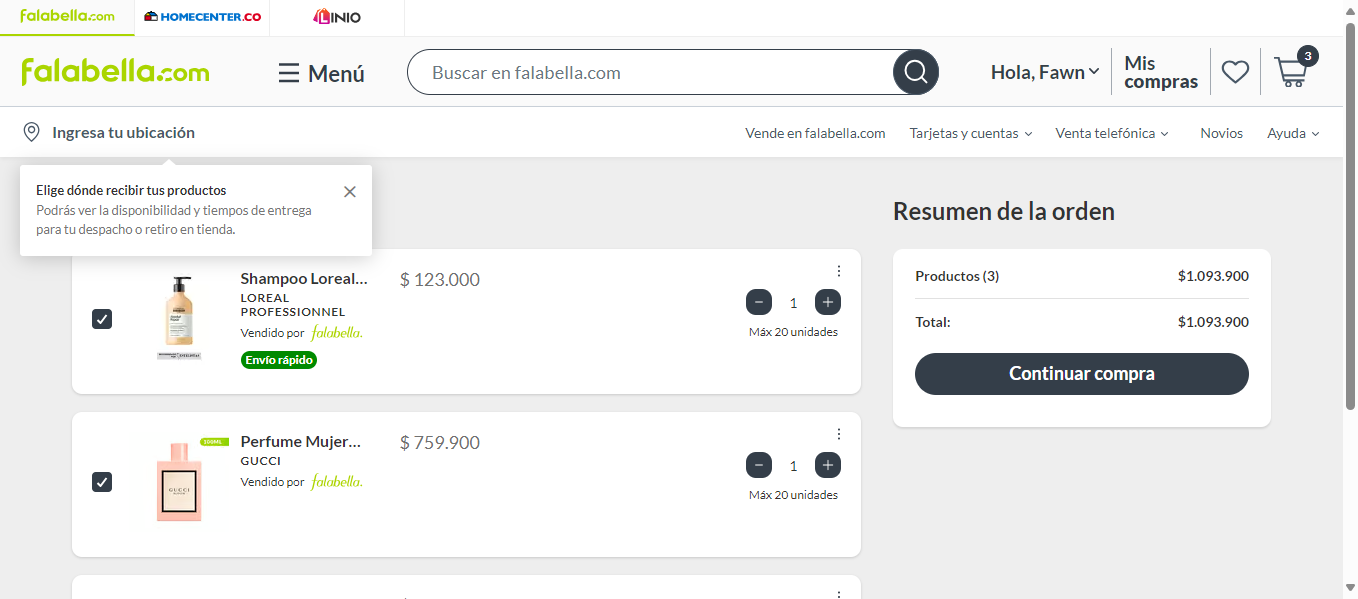 falabella.com
HOMECENTER.CO
LINIO
falabella.com
Menú
Buscar en falabella.com
Hola, Fawn
Mis
compras
3
Ingresa tu ubicación
Vende en falabella.com
Tarjetas y cuentas
Venta telefónica
Novios
Ayuda
Elige dónde recibir tus productos
Podrás ver la disponibilidad y tiempos de entrega
para tu despacho o retiro en tienda.
Resumen de la orden
Shampoo Loreal...
LOREAL
PROFESSIONNEL
Vendido por falabella.
Envío rápido
$ 123.000
1
Máx 20 unidades
Productos (3)
$1.093.900
Total:
$1.093.900
Continuar compra
100ML
Perfume Mujer...
GUCCI
Vendido por falabella.
GUCCI
$ 759.900
1
Máx 20 unidades